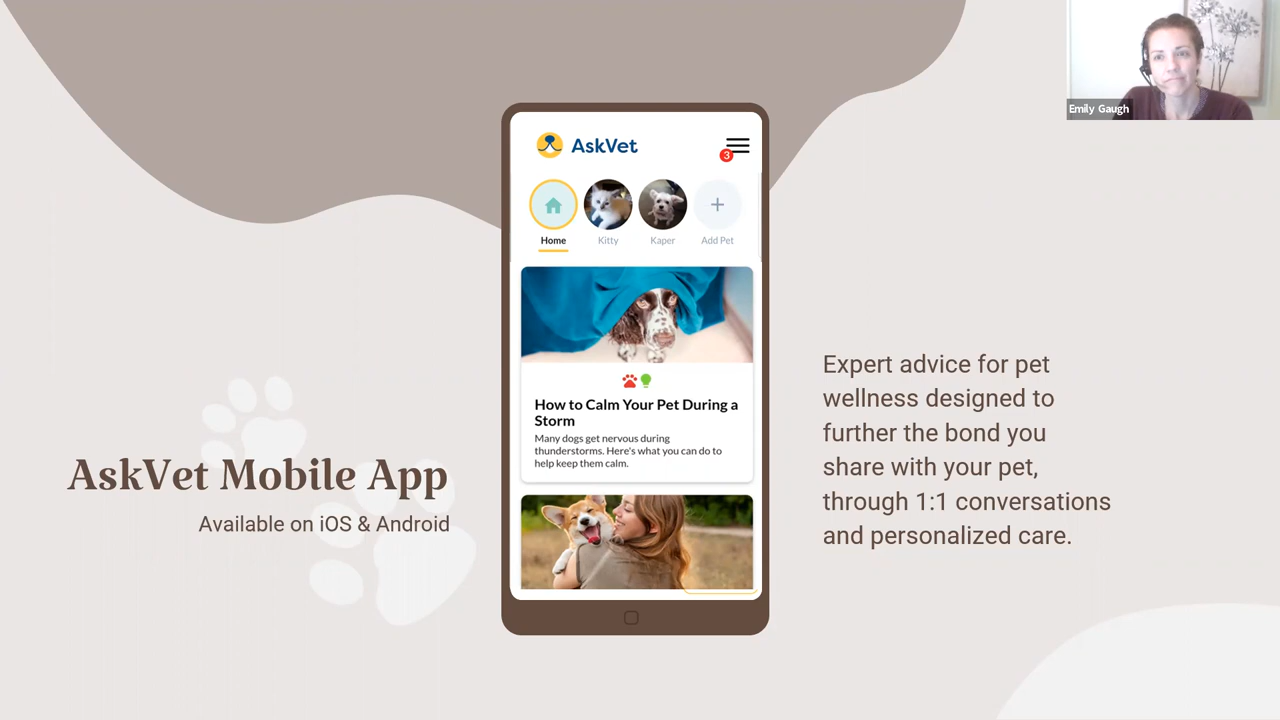 Emily Gaugh
AskVet
3
Home
Kitty
Kaper
Add Pet
How to Calm Your Pet During a
Storm
Many dogs get nervous during
thunderstorms. Here's what you can do to
help keep them calm.
AskVet Mobile App
Available on iOS & Android
Expert advice for pet
wellness designed to
further the bond you
share with your pet,
through 1:1 conversations
and personalized care.